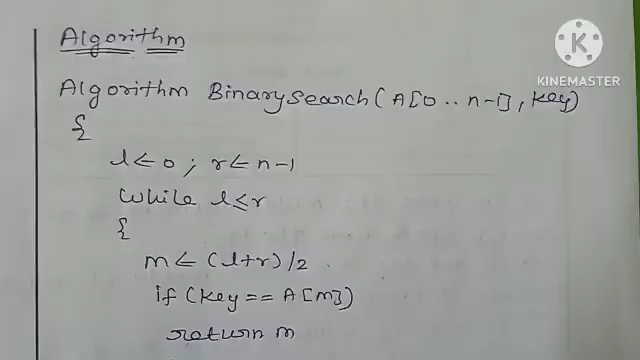 Algorithm
K
KINEMASTER
Algorithm BinarySearch(A[0..n-1], key)
{
l ← 0 ; r ← n-1
while l ≤ r
{
m ← (l+r)/2
if (key == A[m])
return m